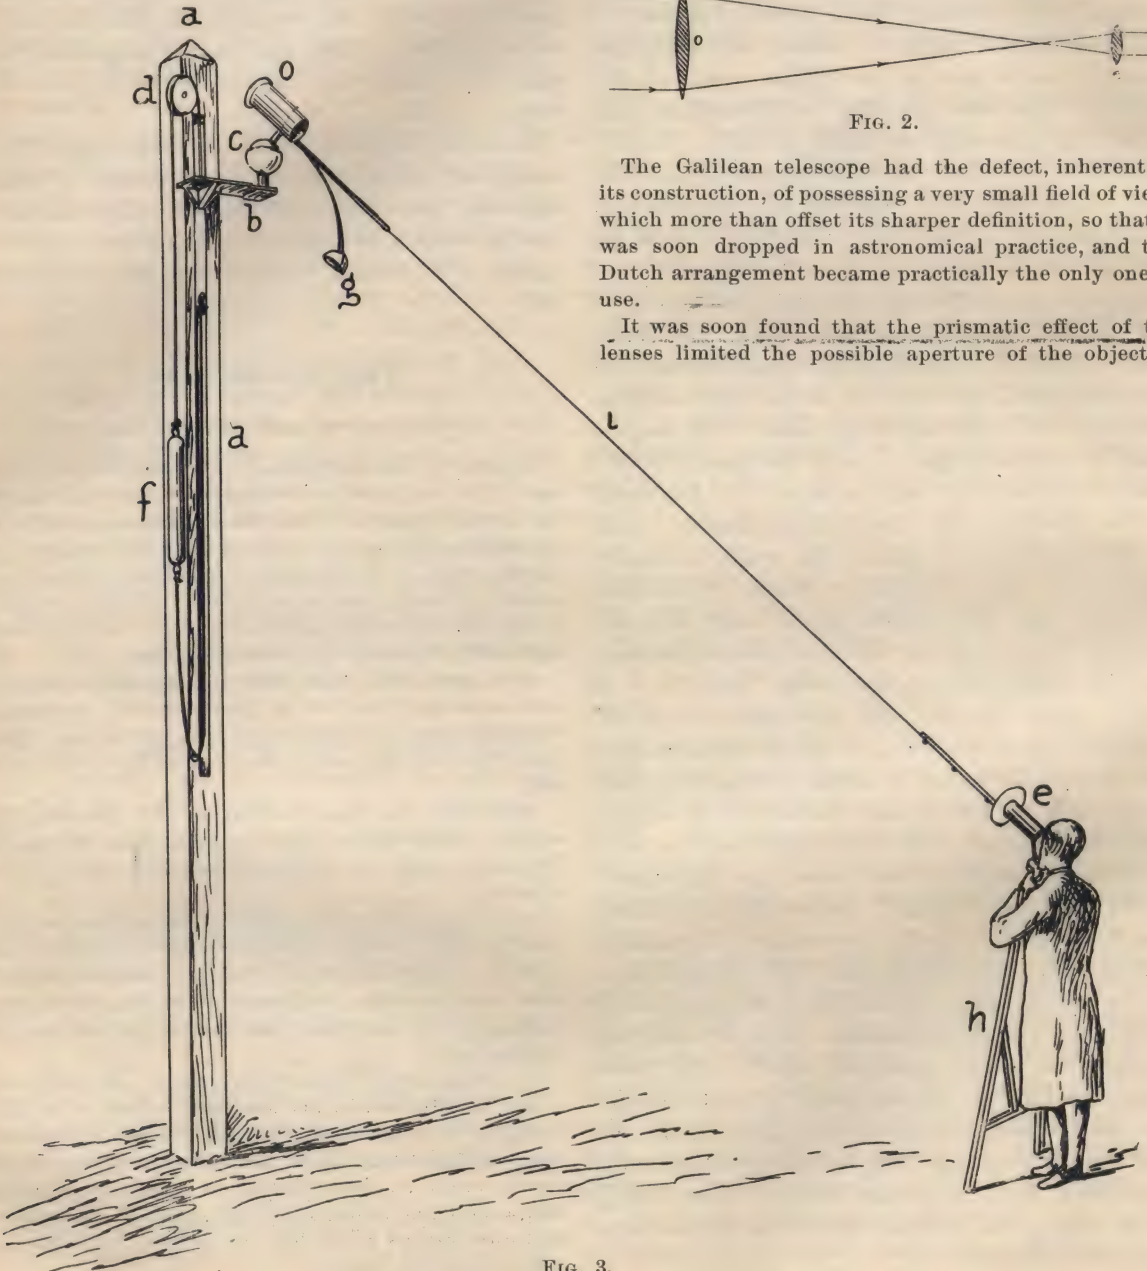 o
FIG. 2.
The Galilean telescope had the defect, inherent
its construction, of possessing a very small field of vie
which more than offset its sharper definition, so that
was soon dropped in astronomical practice, and t
Dutch arrangement became practically the only one
use.
It was soon found that the prismatic effect of t
lenses limited the possible aperture of the object
a
d
o
c
b
g
l
a
f
e
h
FIG. 3.